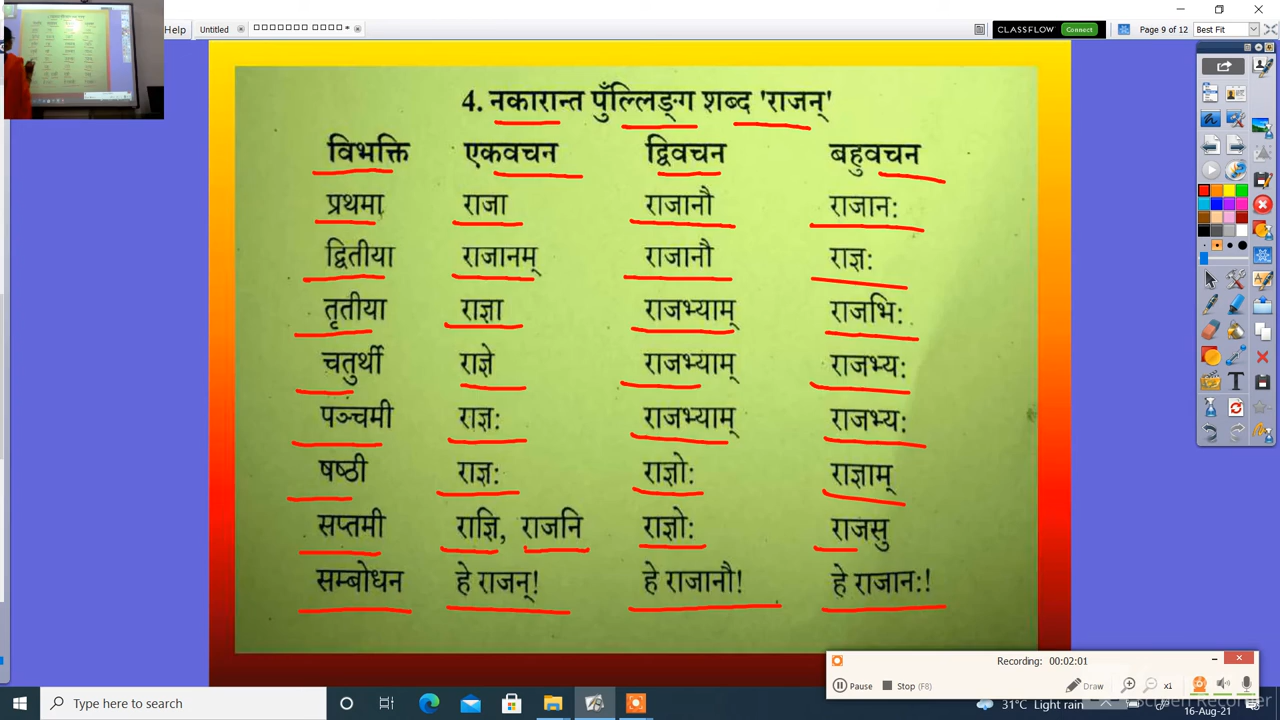 Help Untitled
CLASSFLOW Connect Page 9 of 12 Best Fit
4. नकारान्त पुँल्लिङ्ग शब्द 'राजन्'
विभक्ति एकवचन द्विवचन बहुवचन
प्रथमा राजा राजानौ राजान:
द्वितीया राजानम् राजानौ राज्ञ:
तृतीया राज्ञा राजभ्याम् राजभि:
चतुर्थी राज्ञे राजभ्याम् राजभ्य:
पञ्चमी राज्ञ: राजभ्याम् राजभ्य:
षष्ठी राज्ञ: राज्ञो: राज्ञाम्
सप्तमी राज्ञि, राजनि राज्ञो: राजसु
सम्बोधन हे राजन्! हे राजानौ! हे राजान:!
Recording: 00:02:01
Pause Stop (F8) Draw x1
Type here to search 31°C Light rain 16-Aug-21